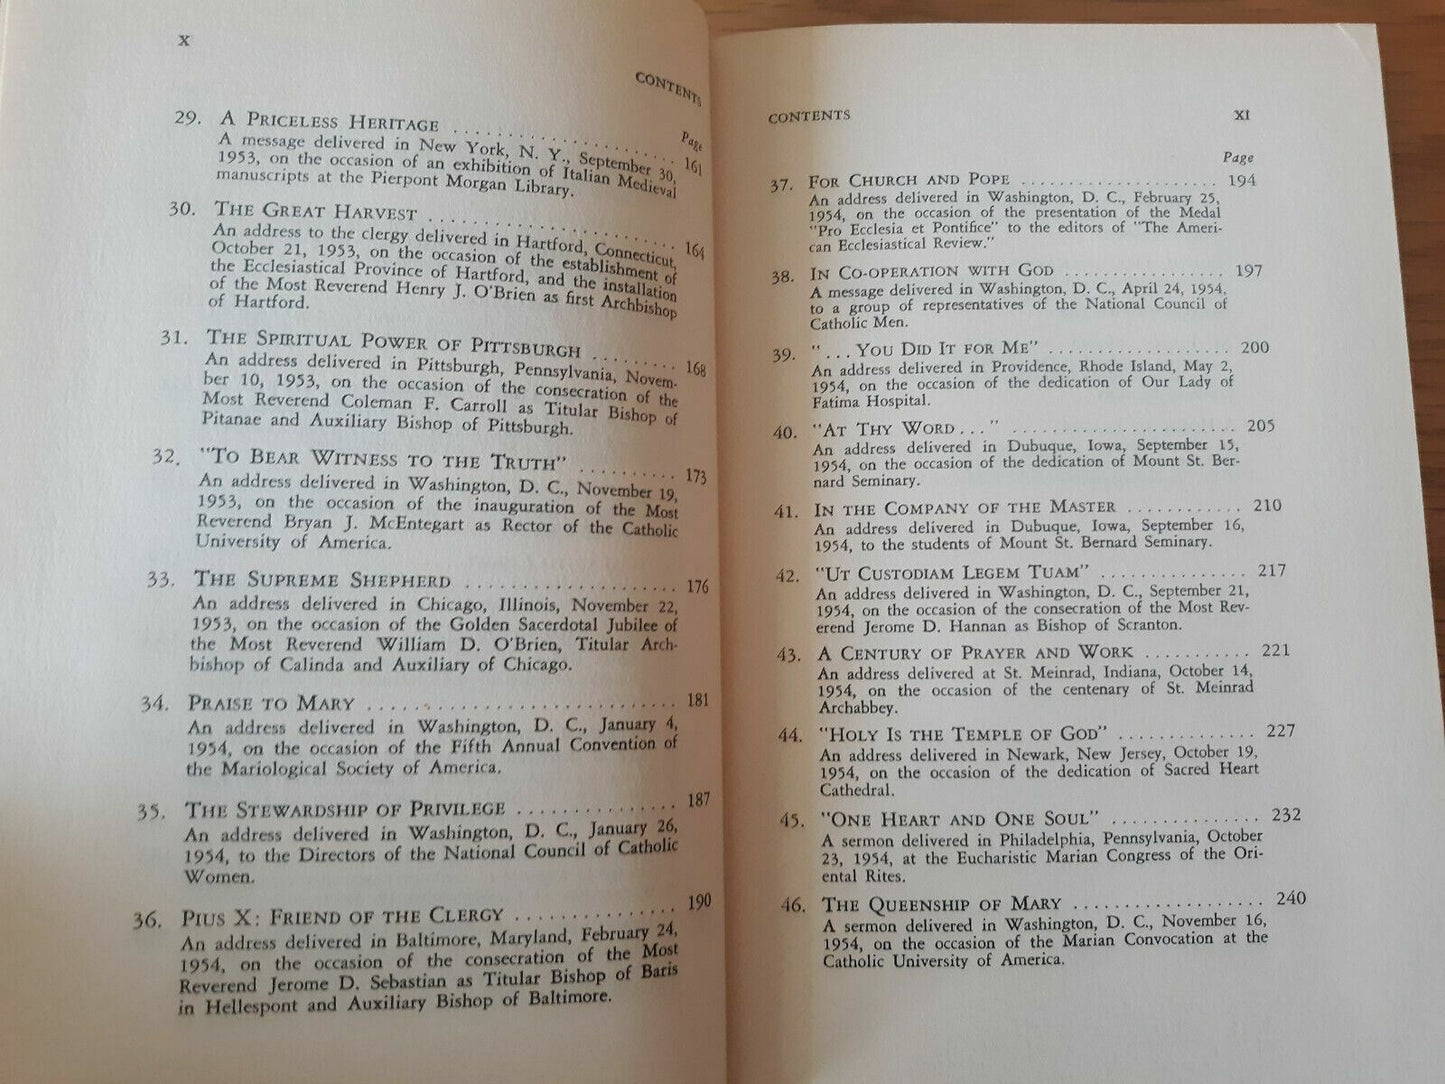 X
CONTENTS
Page
29. A PRICELESS HERITAGE . . . . . . . . . . . . . . . . . . . 161
A message delivered in New York, N. Y., September 30,
1953, on the occasion of an exhibition of Italian Medieval
manuscripts at the Pierpont Morgan Library.
30. THE GREAT HARVEST . . . . . . . . . . . . . . . . . . . . 164
An address to the clergy delivered in Hartford, Connecticut,
October 21, 1953, on the occasion of the establishment of
the Ecclesiastical Province of Hartford, and the installation
of the Most Reverend Henry J. O'Brien as first Archbishop
of Hartford.
31. THE SPIRITUAL POWER OF PITTSBURGH . . . . . . . . 168
An address delivered in Pittsburgh, Pennsylvania, Novem-
ber 10, 1953, on the occasion of the consecration of the
Most Reverend Coleman F. Carroll as Titular Bishop of
Pitanae and Auxiliary Bishop of Pittsburgh.
32. "TO BEAR WITNESS TO THE TRUTH" . . . . . . . . . . 173
An address delivered in Washington, D. C., November 19,
1953, on the occasion of the inauguration of the Most
Reverend Bryan J. McEntegart as Rector of the Catholic
University of America.
33. THE SUPREME SHEPHERD . . . . . . . . . . . . . . . . . . 176
An address delivered in Chicago, Illinois, November 22,
1953, on the occasion of the Golden Sacerdotal Jubilee of
the Most Reverend William D. O'Brien, Titular Arch-
bishop of Calinda and Auxiliary of Chicago.
34. PRAISE TO MARY . . . . . . . . . . . . . . . . . . . . . . . . . . 181
An address delivered in Washington, D. C., January 4,
1954, on the occasion of the Fifth Annual Convention of
the Mariological Society of America.
35. THE STEWARDSHIP OF PRIVILEGE . . . . . . . . . . . . . . 187
An address delivered in Washington, D. C., January 26,
1954, to the Directors of the National Council of Catholic
Women.
36. PIUS X: FRIEND OF THE CLERGY . . . . . . . . . . . . . . 190
An address delivered in Baltimore, Maryland, February 24,
1954, on the occasion of the consecration of the Most
Reverend Jerome D. Sebastian as Titular Bishop of Baris
in Hellespont and Auxiliary Bishop of Baltimore.
CONTENTS XI
Page
37. FOR CHURCH AND POPE . . . . . . . . . . . . . . . . . . . . . 194
An address delivered in Washington, D. C., February 25,
1954, on the occasion of the presentation of the Medal
"Pro Ecclesia et Pontifice" to the editors of "The Ameri-
can Ecclesiastical Review."
38. IN CO-OPERATION WITH GOD . . . . . . . . . . . . . . . . . 197
A message delivered in Washington, D. C., April 24, 1954,
to a group of representatives of the National Council of
Catholic Men.
39. ". . . YOU DID IT FOR ME" . . . . . . . . . . . . . . . . . . . 200
An address delivered in Providence, Rhode Island, May 2,
1954, on the occasion of the dedication of Our Lady of
Fatima Hospital.
40. "AT THY WORD . . . " . . . . . . . . . . . . . . . . . . . . . . . 205
An address delivered in Dubuque, Iowa, September 15,
1954, on the occasion of the dedication of Mount St. Ber-
nard Seminary.
41. IN THE COMPANY OF THE MASTER . . . . . . . . . . . . 210
An address delivered in Dubuque, Iowa, September 16,
1954, to the students of Mount St. Bernard Seminary.
42. "UT CUSTODIAM LEGEM TUAM" . . . . . . . . . . . . . . . 217
An address delivered in Washington, D. C., September 21,
1954, on the occasion of the consecration of the Most Rev-
erend Jerome D. Hannan as Bishop of Scranton.
43. A CENTURY OF PRAYER AND WORK . . . . . . . . . . . 221
An address delivered at St. Meinrad, Indiana, October 14,
1954, on the occasion of the centenary of St. Meinrad
Archabbey.
44. "HOLY IS THE TEMPLE OF GOD" . . . . . . . . . . . . . . 227
An address delivered in Newark, New Jersey, October 19,
1954, on the occasion of the dedication of Sacred Heart
Cathedral.
45. "ONE HEART AND ONE SOUL" . . . . . . . . . . . . . . . 232
A sermon delivered in Philadelphia, Pennsylvania, October
23, 1954, at the Eucharistic Marian Congress of the Ori-
ental Rites.
46. THE QUEENSHIP OF MARY . . . . . . . . . . . . . . . . . . . 240
A sermon delivered in Washington, D. C., November 16,
1954, on the occasion of the Marian Convocation at the
Catholic University of America.